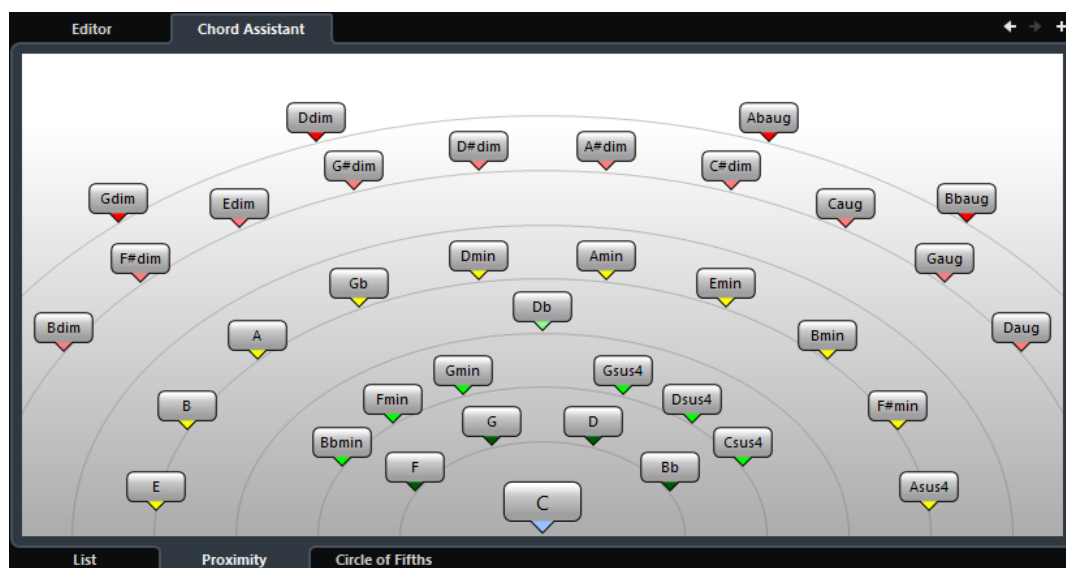 Editor
Chord Assistant
Ddim
Abaug
D#dim
A#dim
G#dim
C#dim
Gdim
Edim
Caug
Bbaug
F#dim
Dmin
Amin
Gaug
Gb
Emin
Db
Bdim
A
Bmin
Daug
Gmin
Gsus4
Fmin
Dsus4
B
F#min
G
D
Bbmin
Csus4
F
Bb
E
Asus4
C
List
Proximity
Circle of Fifths